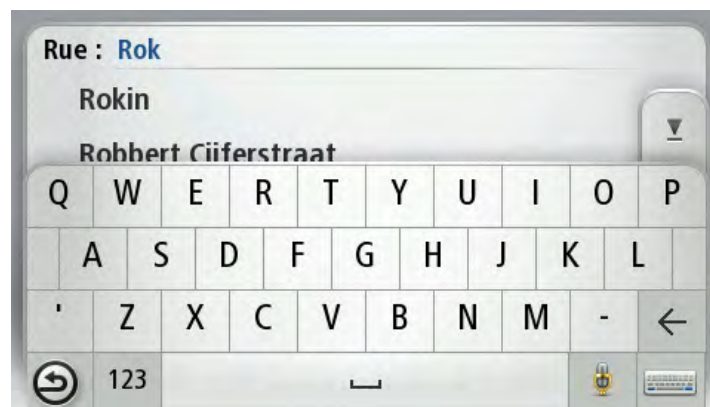 Rue : Rok
Rokin
Robbert Cijferstraat
Q W E R T Y U I O P
A S D F G H J K L
' Z X C V B N M -
123